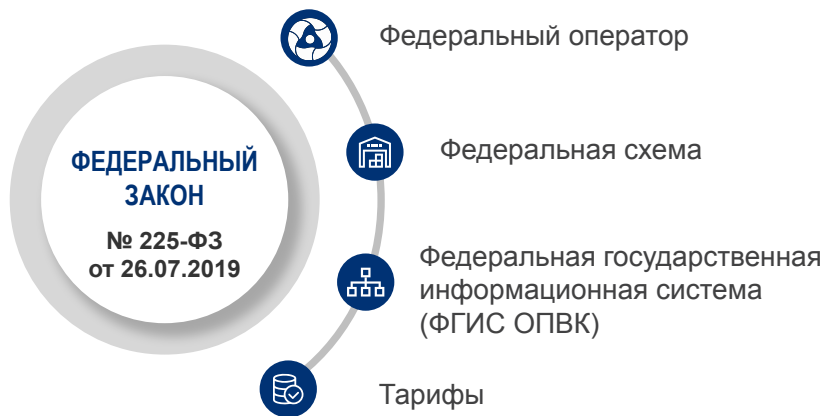 ФЕДЕРАЛЬНЫЙ
ЗАКОН
№ 225-ФЗ
от 26.07.2019
Федеральный оператор
Федеральная схема
Федеральная государственная
информационная система
(ФГИС ОПВК)
Тарифы